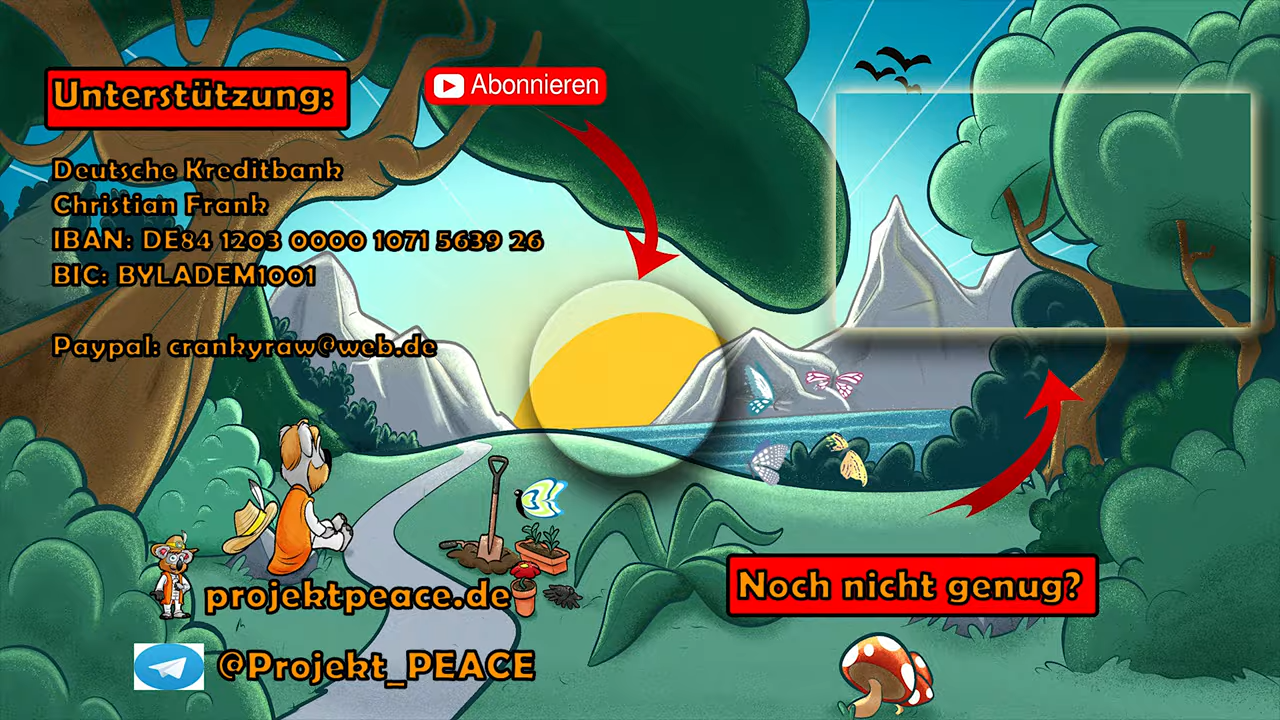 Unterstützung:
Abonnieren
Deutsche Kreditbank
Christian Frank
IBAN: DE84 1203 0000 1071 5639 26
BIC: BYLADEM1001
Paypal: crankyraw@web.de
projektpeace.de
@Projekt_PEACE
Noch nicht genug?